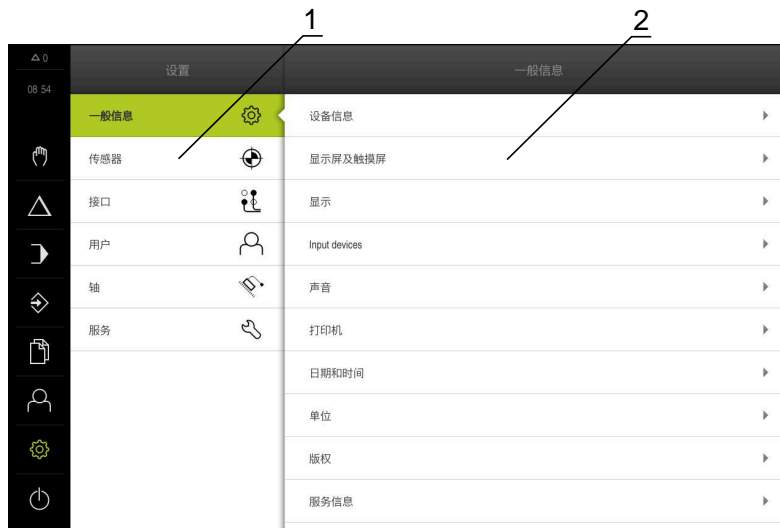 1
2
0
设置
一般信息
08 54
一般信息
设备信息
传感器
显示屏及触摸屏
接口
显示
用户
Input devices
轴
声音
服务
打印机
日期和时间
单位
版权
服务信息